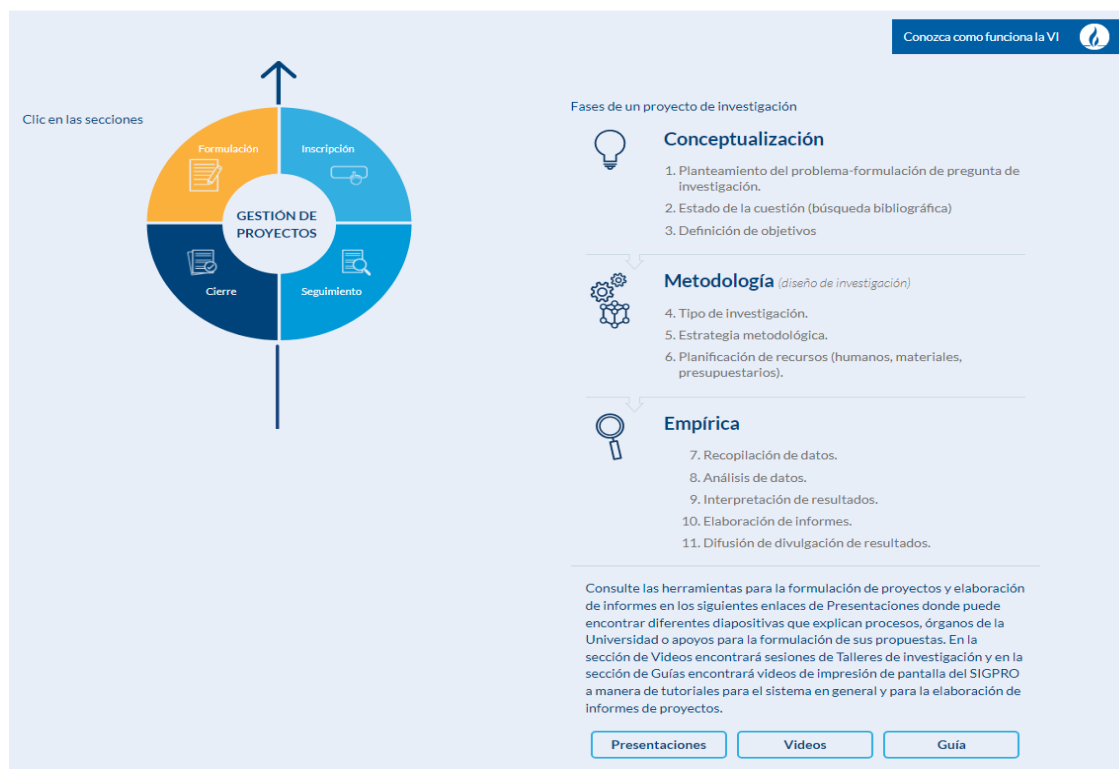 Conozca como funciona la VI
Clic en las secciones
Formulación
Inscripción
GESTIÓN DE
PROYECTOS
Cierre
Seguimiento
Fases de un proyecto de investigación
Conceptualización
1. Planteamiento del problema-formulación de pregunta de
investigación.
2. Estado de la cuestión (búsqueda bibliográfica)
3. Definición de objetivos
Metodología (diseño de investigación)
4. Tipo de investigación.
5. Estrategia metodológica.
6. Planificación de recursos (humanos, materiales,
presupuestarios).
Empírica
7. Recopilación de datos.
8. Análisis de datos.
9. Interpretación de resultados.
10. Elaboración de informes.
11. Difusión de divulgación de resultados.
Consulte las herramientas para la formulación de proyectos y elaboración
de informes en los siguientes enlaces de Presentaciones donde puede
encontrar diferentes diapositivas que explican procesos, órganos de la
Universidad o apoyos para la formulación de sus propuestas. En la
sección de Videos encontrará sesiones de Talleres de investigación y en la
sección de Guías encontrará videos de impresión de pantalla del SIGPRO
a manera de tutoriales para el sistema en general y para la elaboración de
informes de proyectos.
Presentaciones
Videos
Guía